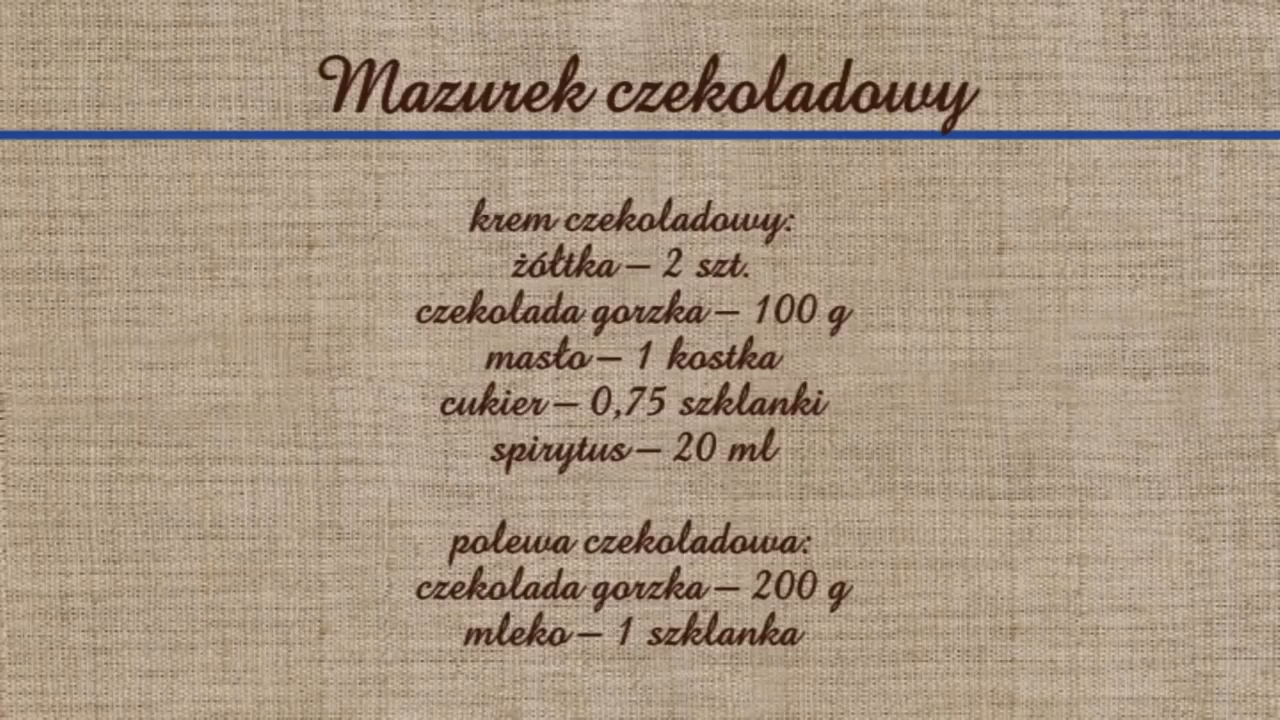 Mazurek czekoladowy
krem czekoladowy:
żółtka – 2 szt.
czekolada gorzka – 100 g
masło – 1 kostka
cukier – 0,75 szklanki
spirytus – 20 ml
polewa czekoladowa:
czekolada gorzka – 200 g
mleko – 1 szklanka